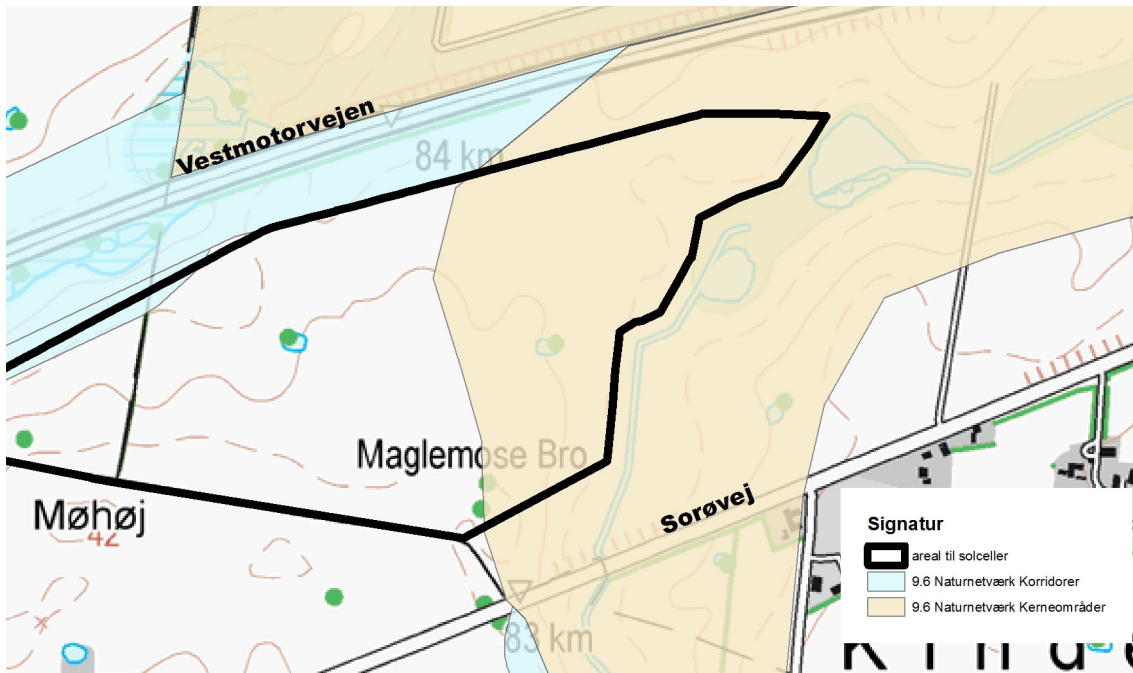 Vestmotorvejen
84 km
Maglemose Bro
Møhøj
42
Sorøvej
83 km
Signatur
areal til solceller
9.6 Naturnetværk Korridorer
9.6 Naturnetværk Kerneområder